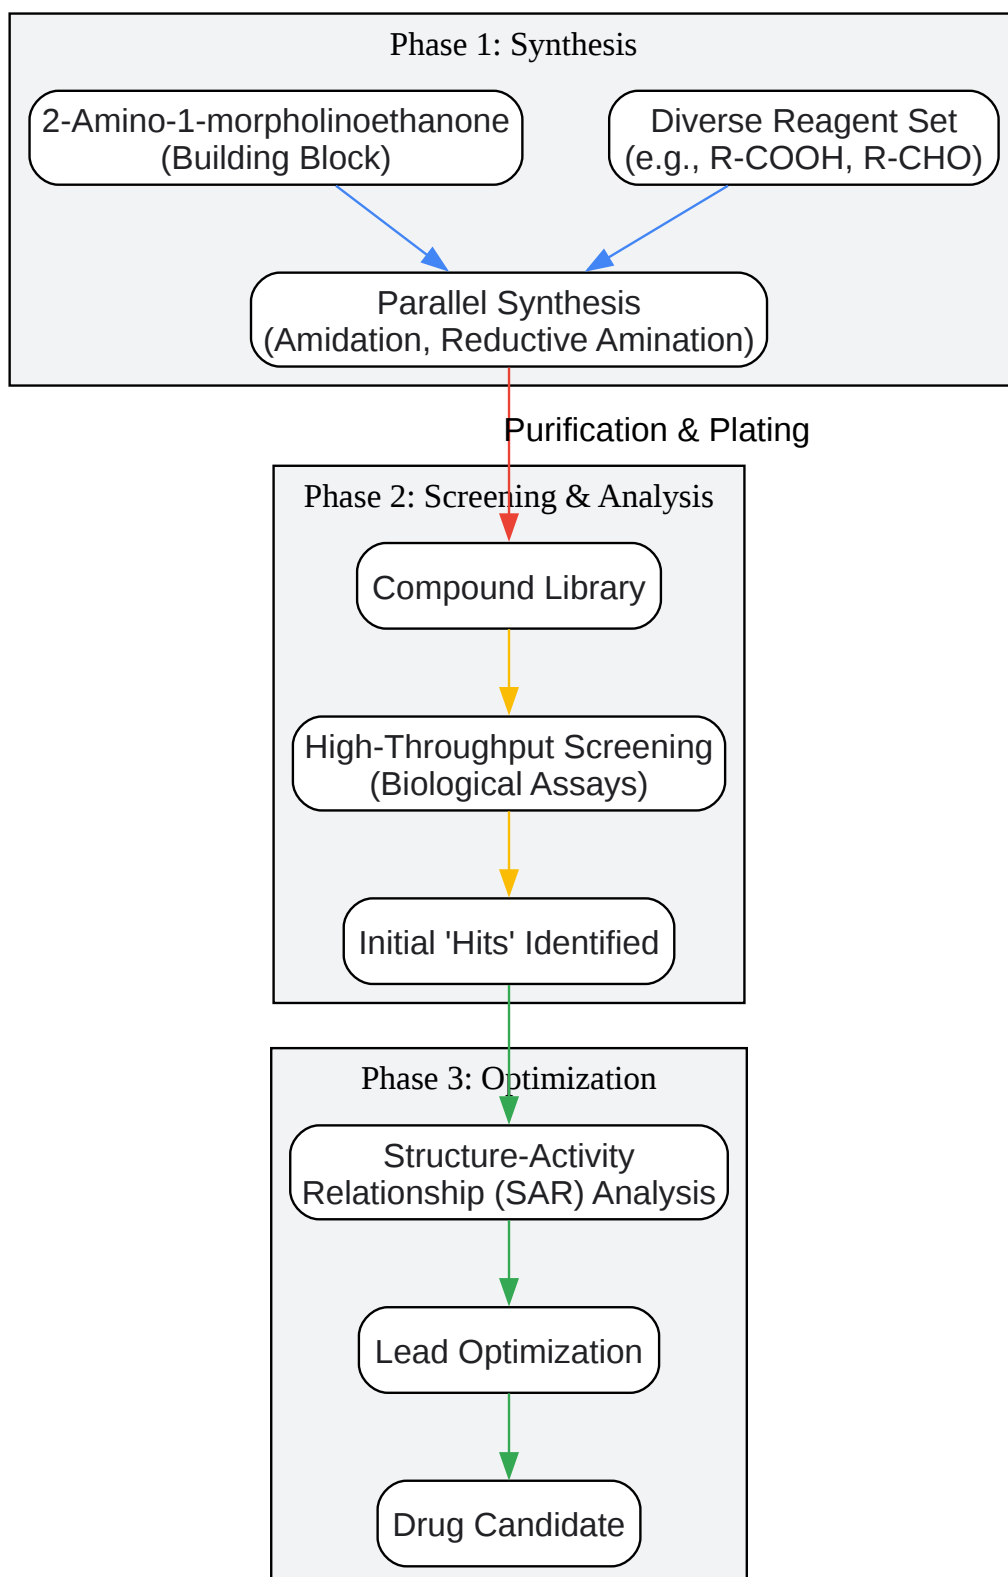 Phase 1: Synthesis
2-Amino-1-morpholinoethanone
(Building Block)
Diverse Reagent Set
(e.g., R-COOH, R-CHO)
Parallel Synthesis
(Amidation, Reductive Amination)
Purification & Plating
Phase 2: Screening & Analysis
Compound Library
High-Throughput Screening
(Biological Assays)
Initial 'Hits' Identified
Phase 3: Optimization
Structure-Activity
Relationship (SAR) Analysis
Lead Optimization
Drug Candidate